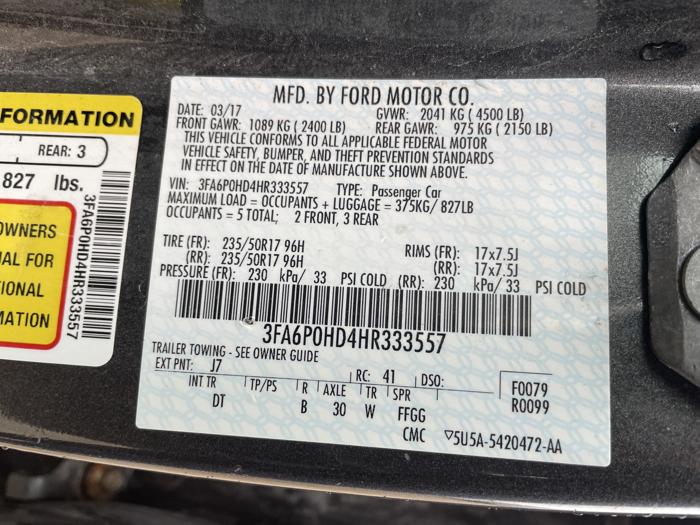 FORMATION
REAR: 3
827 lbs.
OWNERS
AL FOR
TIONAL
MATION
3FA6P0HD4HR333557
MFD. BY FORD MOTOR CO.
DATE: 03/17 GVWR: 2041 KG ( 4500 LB)
FRONT GAWR: 1089 KG ( 2400 LB) REAR GAWR: 975 KG ( 2150 LB)
THIS VEHICLE CONFORMS TO ALL APPLICABLE FEDERAL MOTOR
VEHICLE SAFETY, BUMPER, AND THEFT PREVENTION STANDARDS
IN EFFECT ON THE DATE OF MANUFACTURE SHOWN ABOVE.
VIN: 3FA6P0HD4HR333557 TYPE: Passenger Car
MAXIMUM LOAD = OCCUPANTS + LUGGAGE = 375KG/ 827LB
OCCUPANTS = 5 TOTAL; 2 FRONT, 3 REAR
TIRE (FR): 235/50R17 96H RIMS (FR): 17x7.5J
(RR): 235/50R17 96H (RR): 17x7.5J
PRESSURE (FR): 230 kPa/ 33 PSI COLD (RR): 230 kPa/ 33 PSI COLD
3FA6P0HD4HR333557
TRAILER TOWING - SEE OWNER GUIDE
EXT PNT: J7 RC: 41 DSO: F0079
INT TR TP/PS R AXLE TR SPR R0099
DT B 30 W FFGG
CMC ▽5U5A-5420472-AA